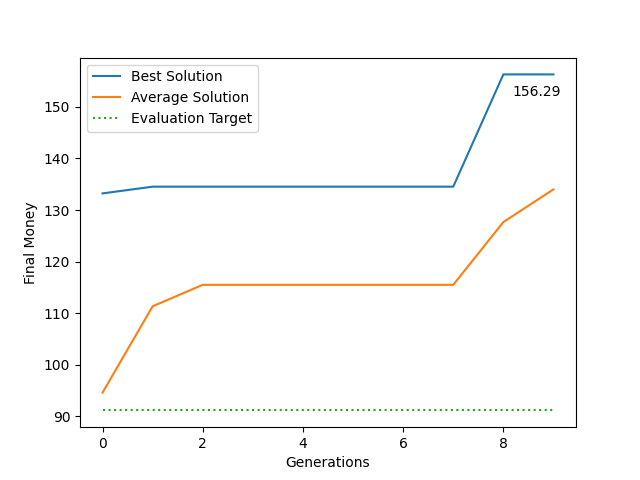 Best Solution
Average Solution
Evaluation Target
156.29
150
140
130
120
110
100
90
Final Money
0 2 4 6 8
Generations